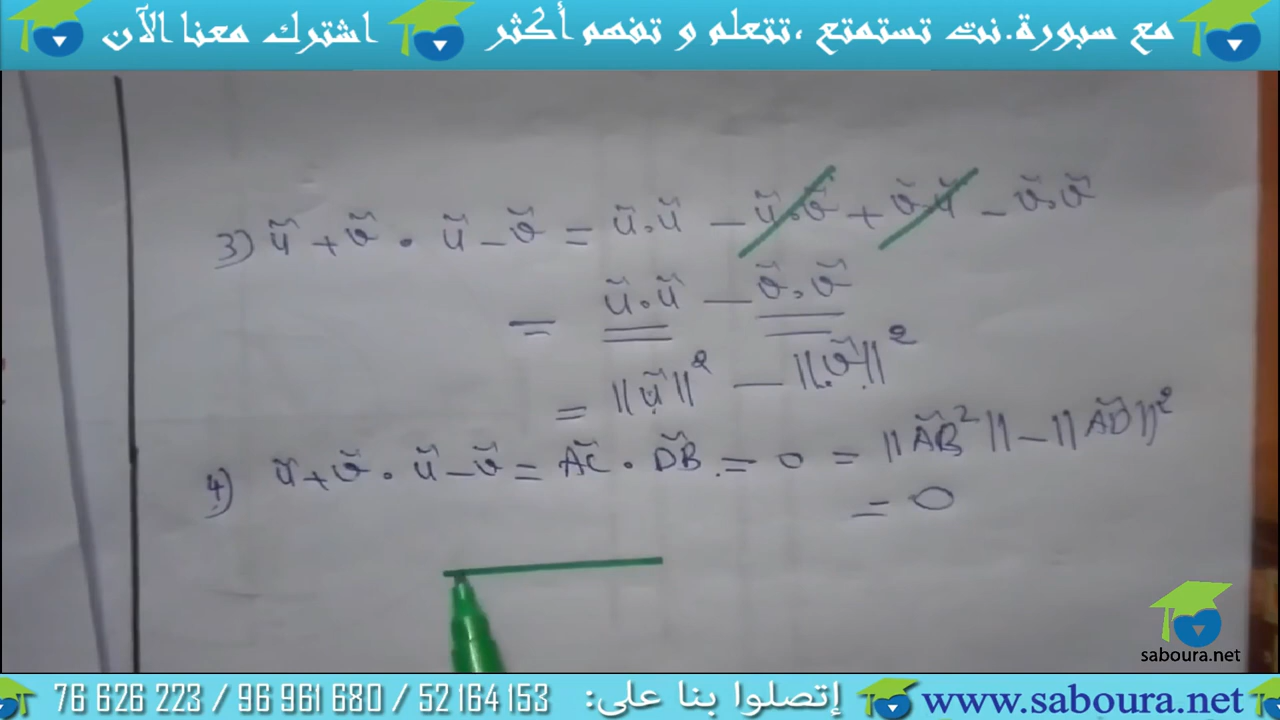 مع سبورة.نت تستمتع ،تتعلم و تفهم أكثر اشترك معنا الآن
3) ũ + ṽ . ũ - ṽ = ũ.ũ - ũ.ṽ + ṽ.ũ - ṽ.ṽ
= ũ.ũ - ṽ.ṽ
= ||ũ||² - ||ṽ||²
4) ũ + ṽ . ũ - ṽ = AC . DB = 0 = ||AB²|| - ||AD||²
= 0
saboura.net
76 626 223 / 96 961 680 / 52 164 153 إتصلوا بنا على: www.saboura.net